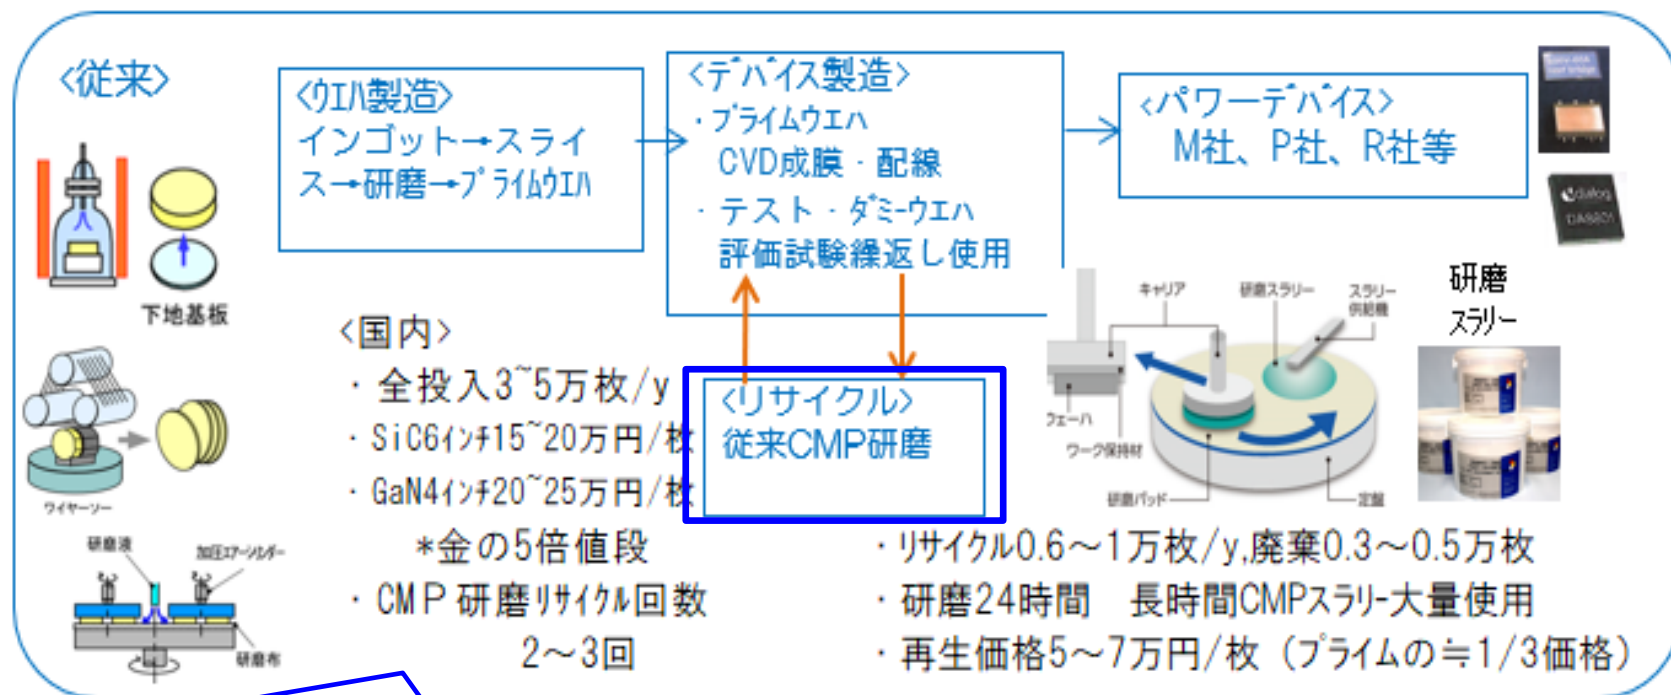 <従来>
<ｳｴﾊ製造>
インゴット→スライ
ス→研磨→ﾌﾟﾗｲﾑｳｴﾊ
<ﾃﾞﾊﾞｲｽ製造>
・ﾌﾟﾗｲﾑウエハ
CVD成膜・配線
・テスト・ﾀﾞﾐｰウエハ
評価試験繰返し使用
<パワーデﾊﾞイス>
M社、P社、R社等
dialog
下地基板
ワイヤーソー
研磨液
加圧ｴｱｰｼﾘﾝﾀﾞｰ
研磨布
<国内>
・全投入3~5万枚/y
・SiC6ｲﾝﾁ15~20万円/枚
・GaN4ｲﾝﾁ20~25万円/枚
*金の5倍値段
・CMP研磨ﾘｻｲｸﾙ回数
2～3回
<リサイクル>
従来CMP研磨
キャリア
研磨スラリー
スラリー
供給機
ウェーハ
ワーク保持材
研磨パッド
定盤
研磨
ｽﾗﾘｰ
・ﾘｻｲｸﾙ0.6～1万枚/y,廃棄0.3～0.5万枚
・研磨24時間　長時間CMPｽﾗﾘｰ大量使用
・再生価格5～7万円/枚（プライムの≒1/3価格）